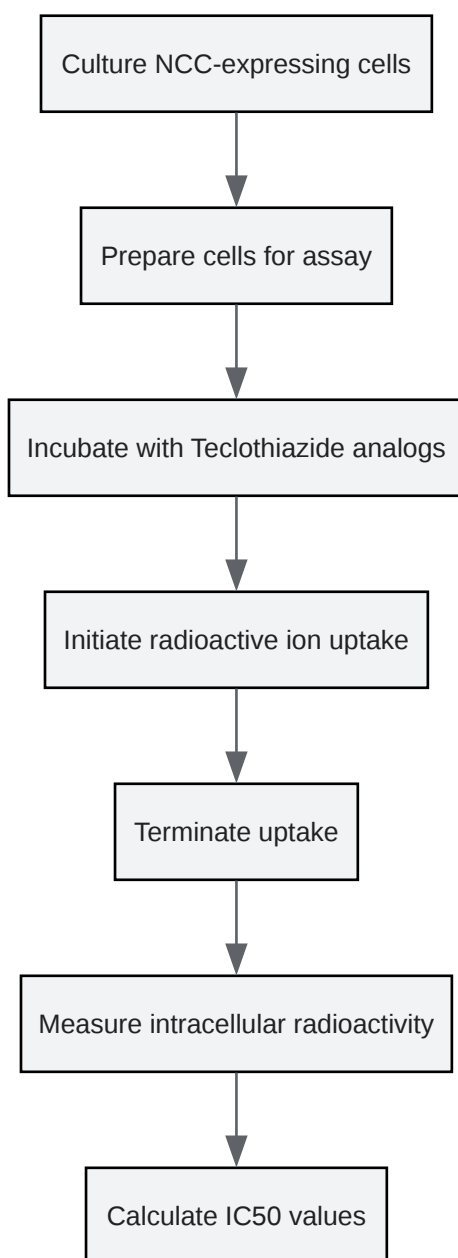 Culture NCC-expressing cells
Prepare cells for assay
Incubate with Teclothiazide analogs
Initiate radioactive ion uptake
Terminate uptake
Measure intracellular radioactivity
Calculate IC50 values